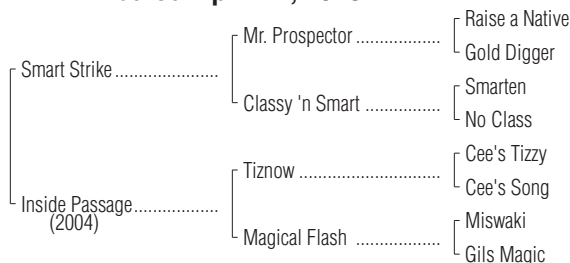 Smart Strike
Mr. Prospector
Raise a Native
Gold Digger
Classy 'n Smart
Smarten
No Class
Inside Passage
(2004)
Tiznow
Cee's Tizzy
Cee's Song
Magical Flash
Miswaki
Gils Magic